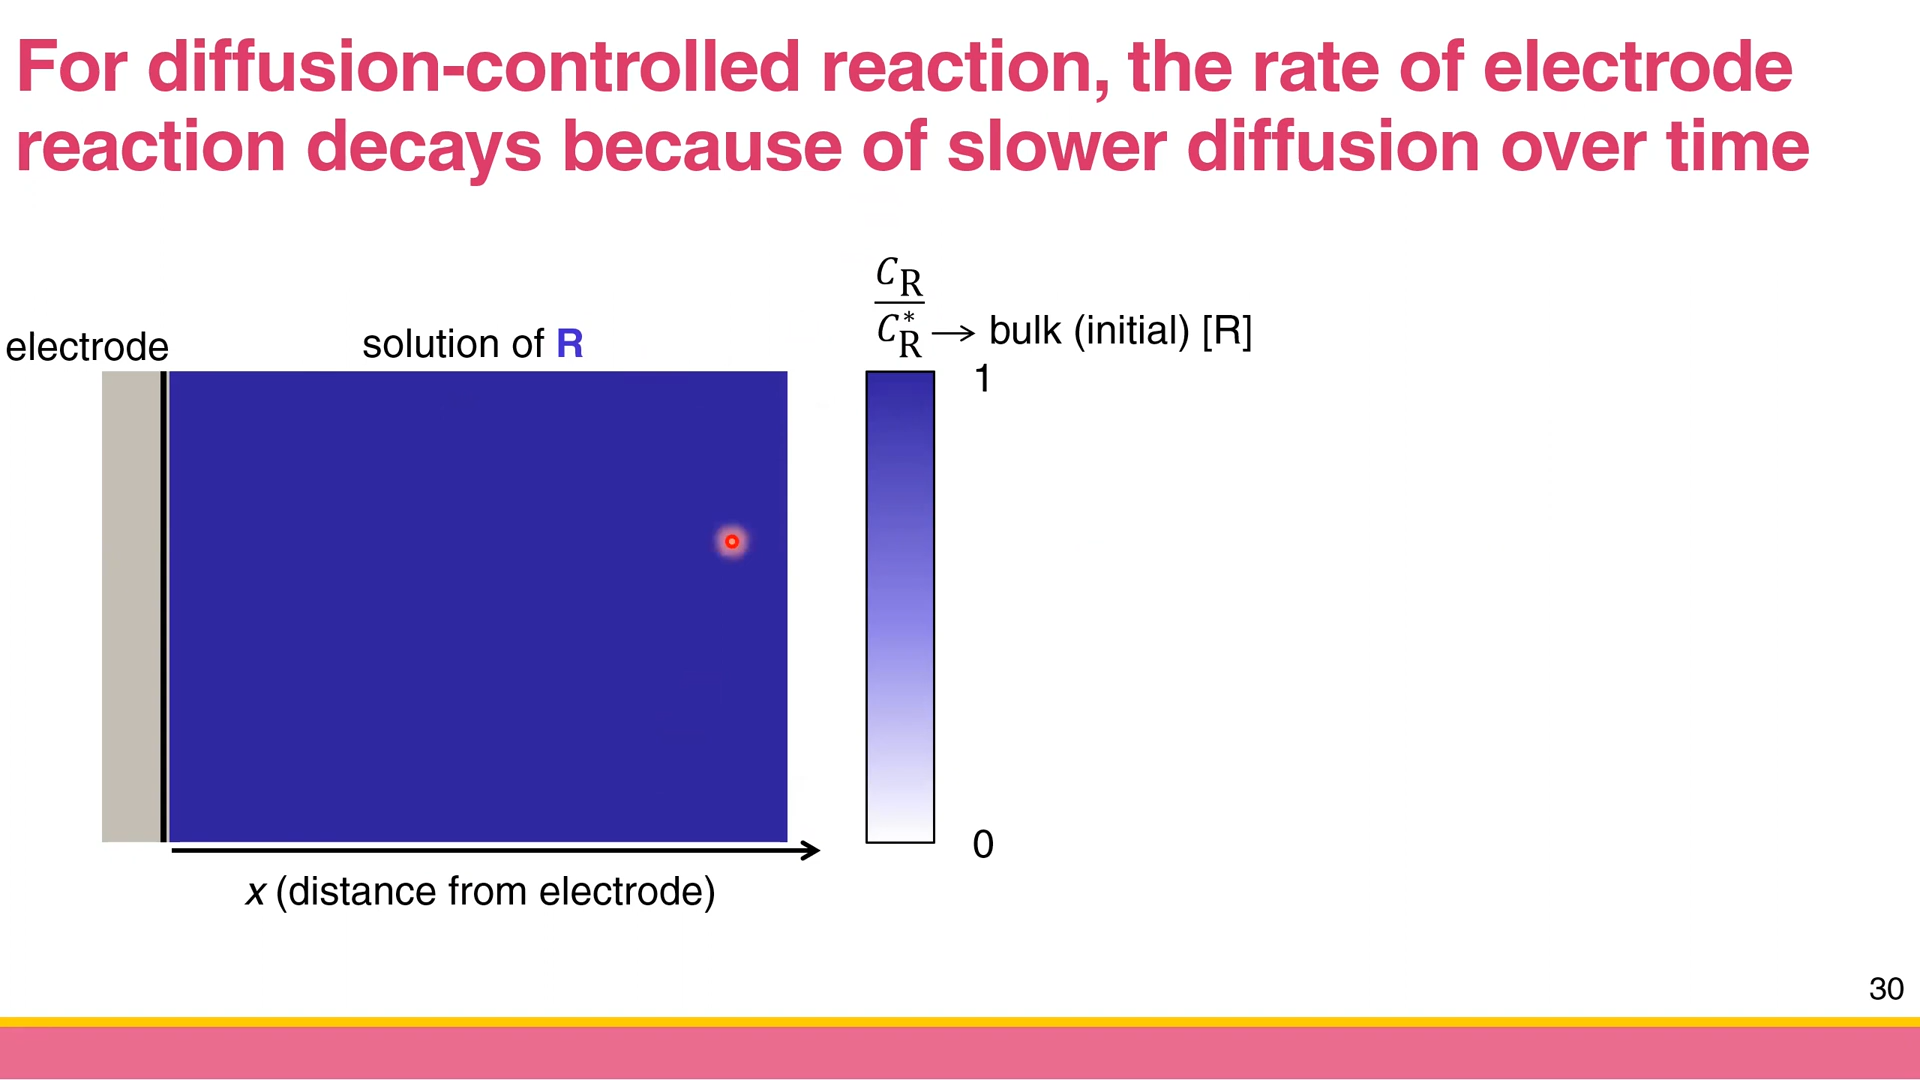 For diffusion-controlled reaction, the rate of electrode
reaction decays because of slower diffusion over time
electrode
solution of R
C_R
C_R^* → bulk (initial) [R]
1
0
x (distance from electrode)
30